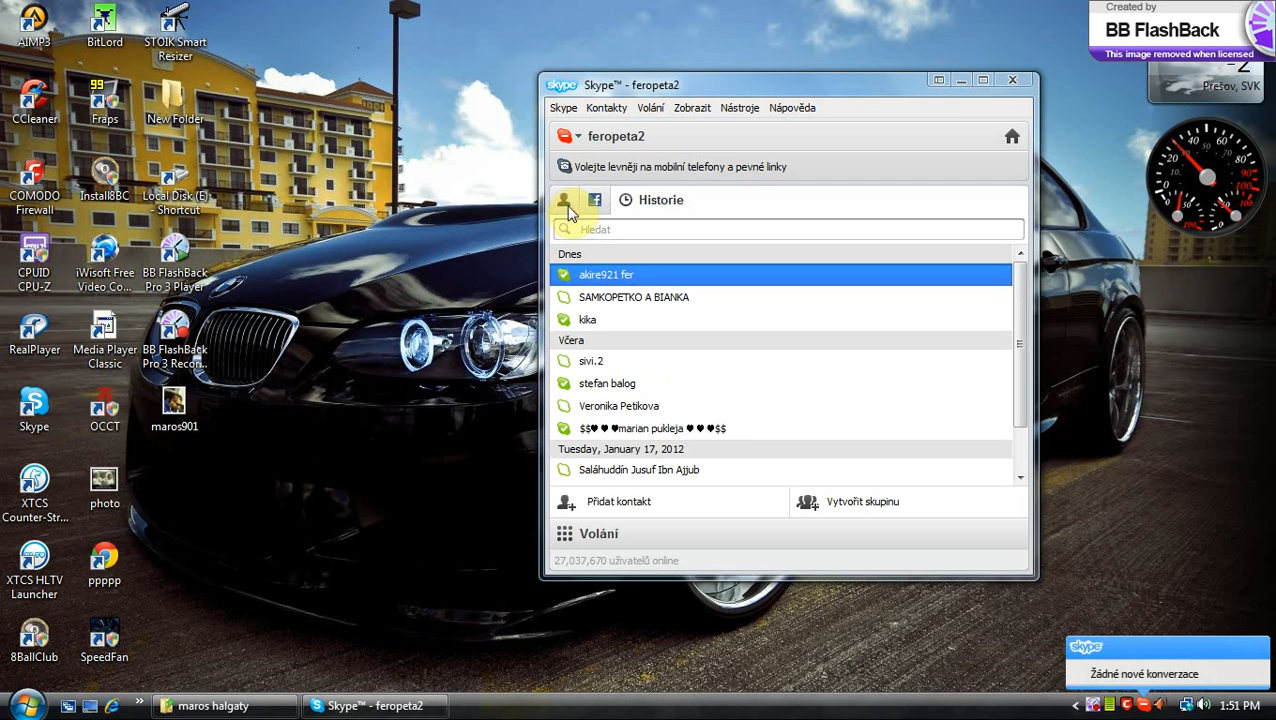 AIMP3
BitLord
STOIK Smart
Resizer
CCleaner
99
Fraps
New Folder
COMODO
Firewall
Install8BC
Local Disk (E)
- Shortcut
CPUID
CPU-Z
iWisoft Free
Video Co...
BB FlashBack
Pro 3 Player
RealPlayer
Media Player
Classic
BB FlashBack
Pro 3 Recor...
Skype
OCCT
maros901
XTCS
Counter-Str...
photo
XTCS HLTV
Launcher
ppppp
8BallClub
SpeedFan
Created by
BB FlashBack
This image removed when licensed
Prešov, SVK
skype
Skype™ - feropeta2
Skype
Kontakty
Volání
Zobrazit
Nástroje
Nápověda
feropeta2
Volejte levněji na mobilní telefony a pevné linky
Historie
Hledat
Dnes
akire921 fer
SAMKOPETKO A BIANKA
kika
Včera
sivi.2
stefan balog
Veronika Petikova
$$♥ ♥ ♥marian pukleja ♥ ♥ ♥$$
Tuesday, January 17, 2012
Saláhuddín Jusuf Ibn Ajjub
Přidat kontakt
Vytvořit skupinu
Volání
27,037,670 uživatelů online
skype
Žádné nové konverzace
maros halgaty
Skype™ - feropeta2
1:51 PM